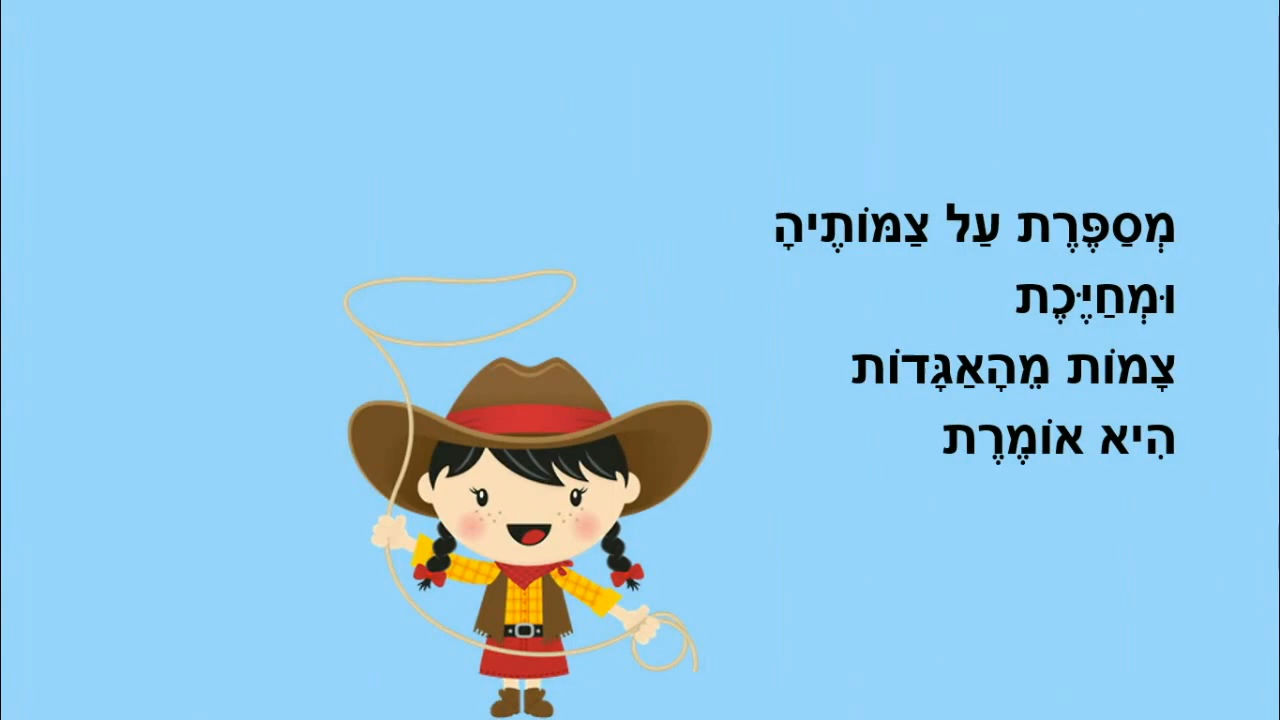 מְסַפֶּרֶת עַל צַמּוֹתֶיהָ
וּמְחַיֶּכֶת
צָמוֹת מֵהָאַגָּדוֹת
הִיא אוֹמֶרֶת